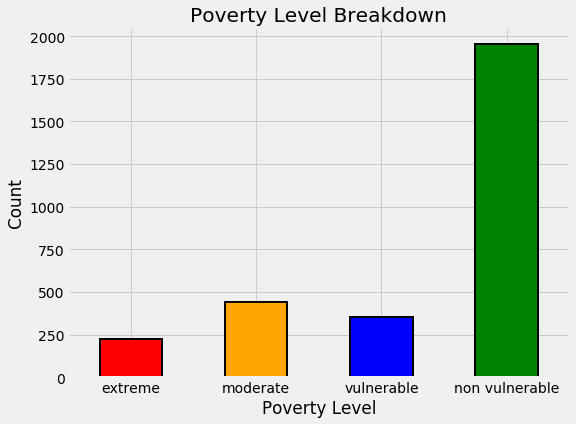 Poverty Level Breakdown
2000
1750
1500
1250
1000
750
500
250
0
Count
extreme moderate vulnerable non vulnerable
Poverty Level